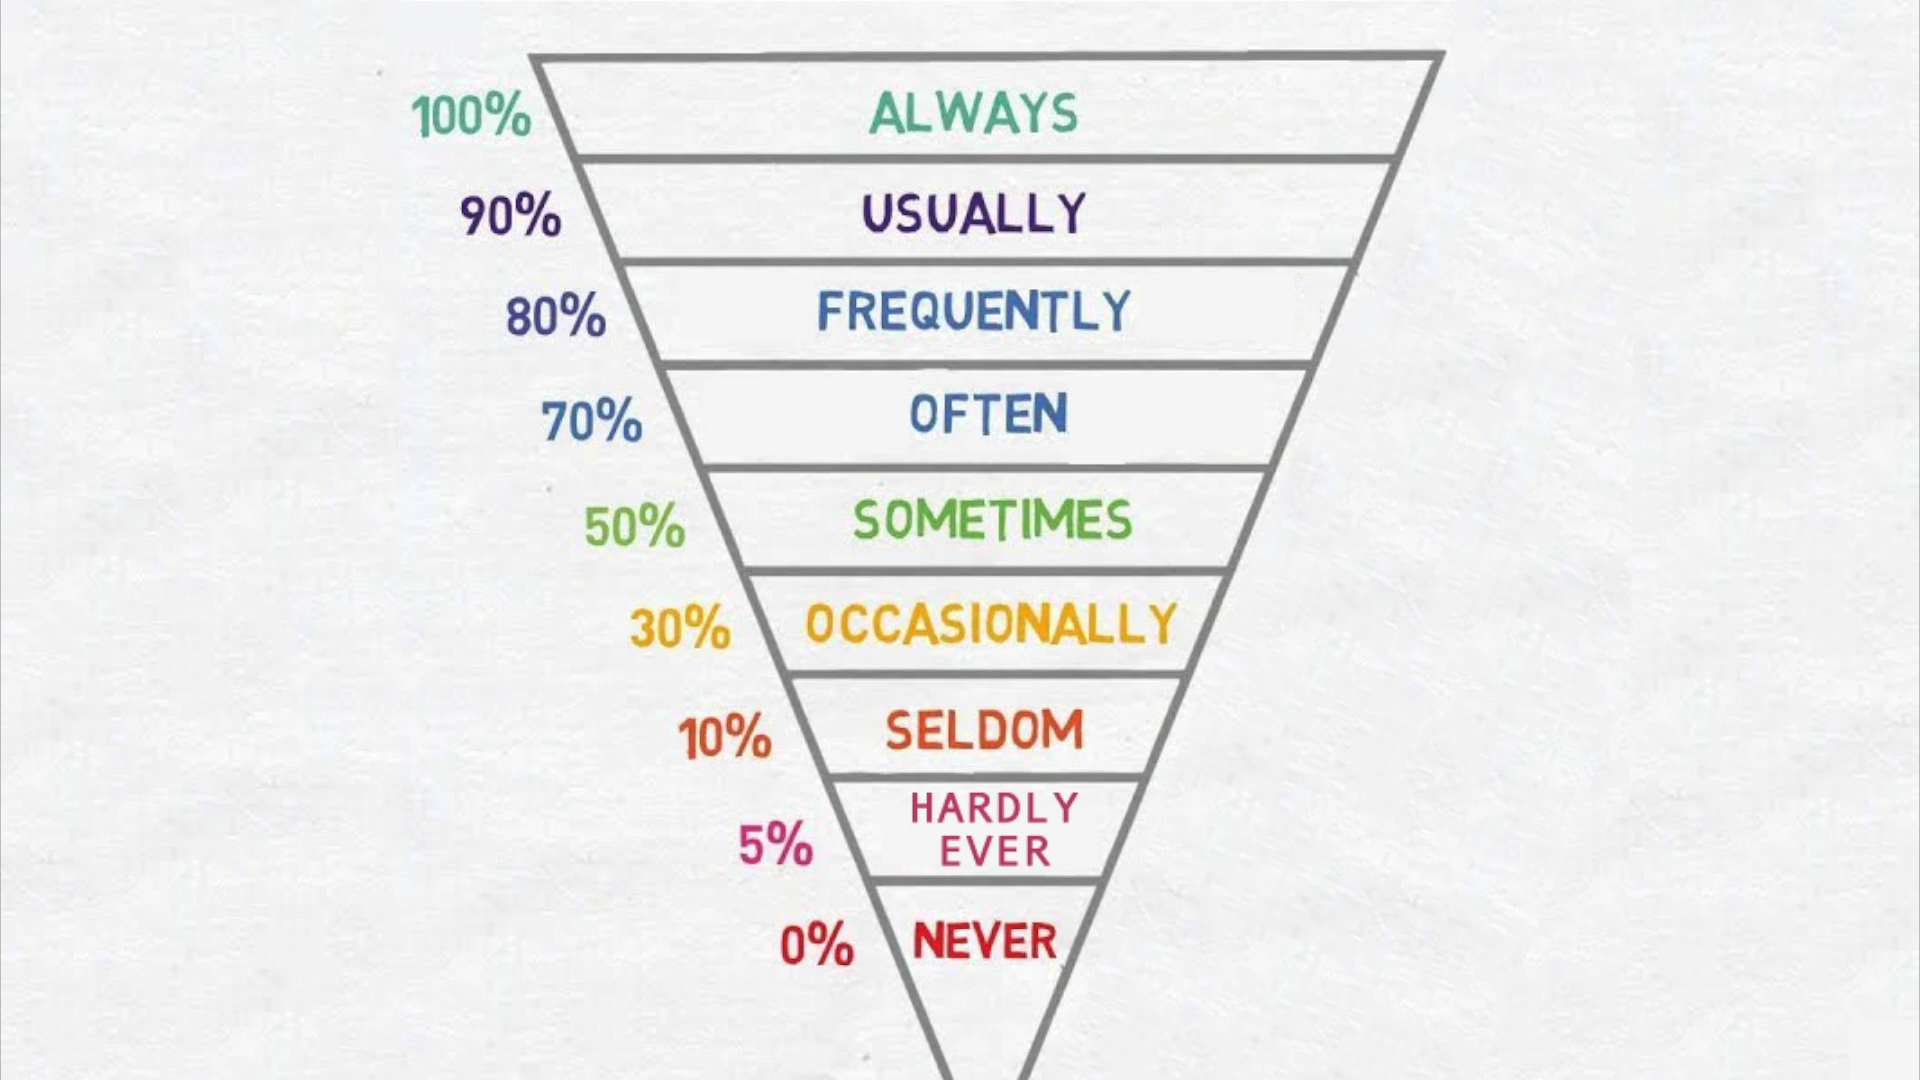 100% ALWAYS
90% USUALLY
80% FREQUENTLY
70% OFTEN
50% SOMETIMES
30% OCCASIONALLY
10% SELDOM
5% HARDLY
EVER
0% NEVER